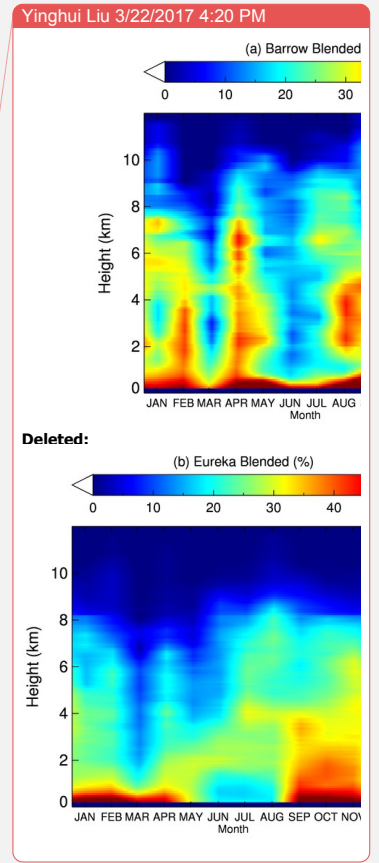 Yinghui Liu 3/22/2017 4:20 PM
(a) Barrow Blended
0 10 20 30
10
8
6
4
2
0
Height (km)
JAN FEB MAR APR MAY JUN JUL AUG
Month
Deleted:
(b) Eureka Blended (%)
0 10 20 30 40
10
8
6
4
2
0
Height (km)
JAN FEB MAR APR MAY JUN JUL AUG SEP OCT NOV
Month